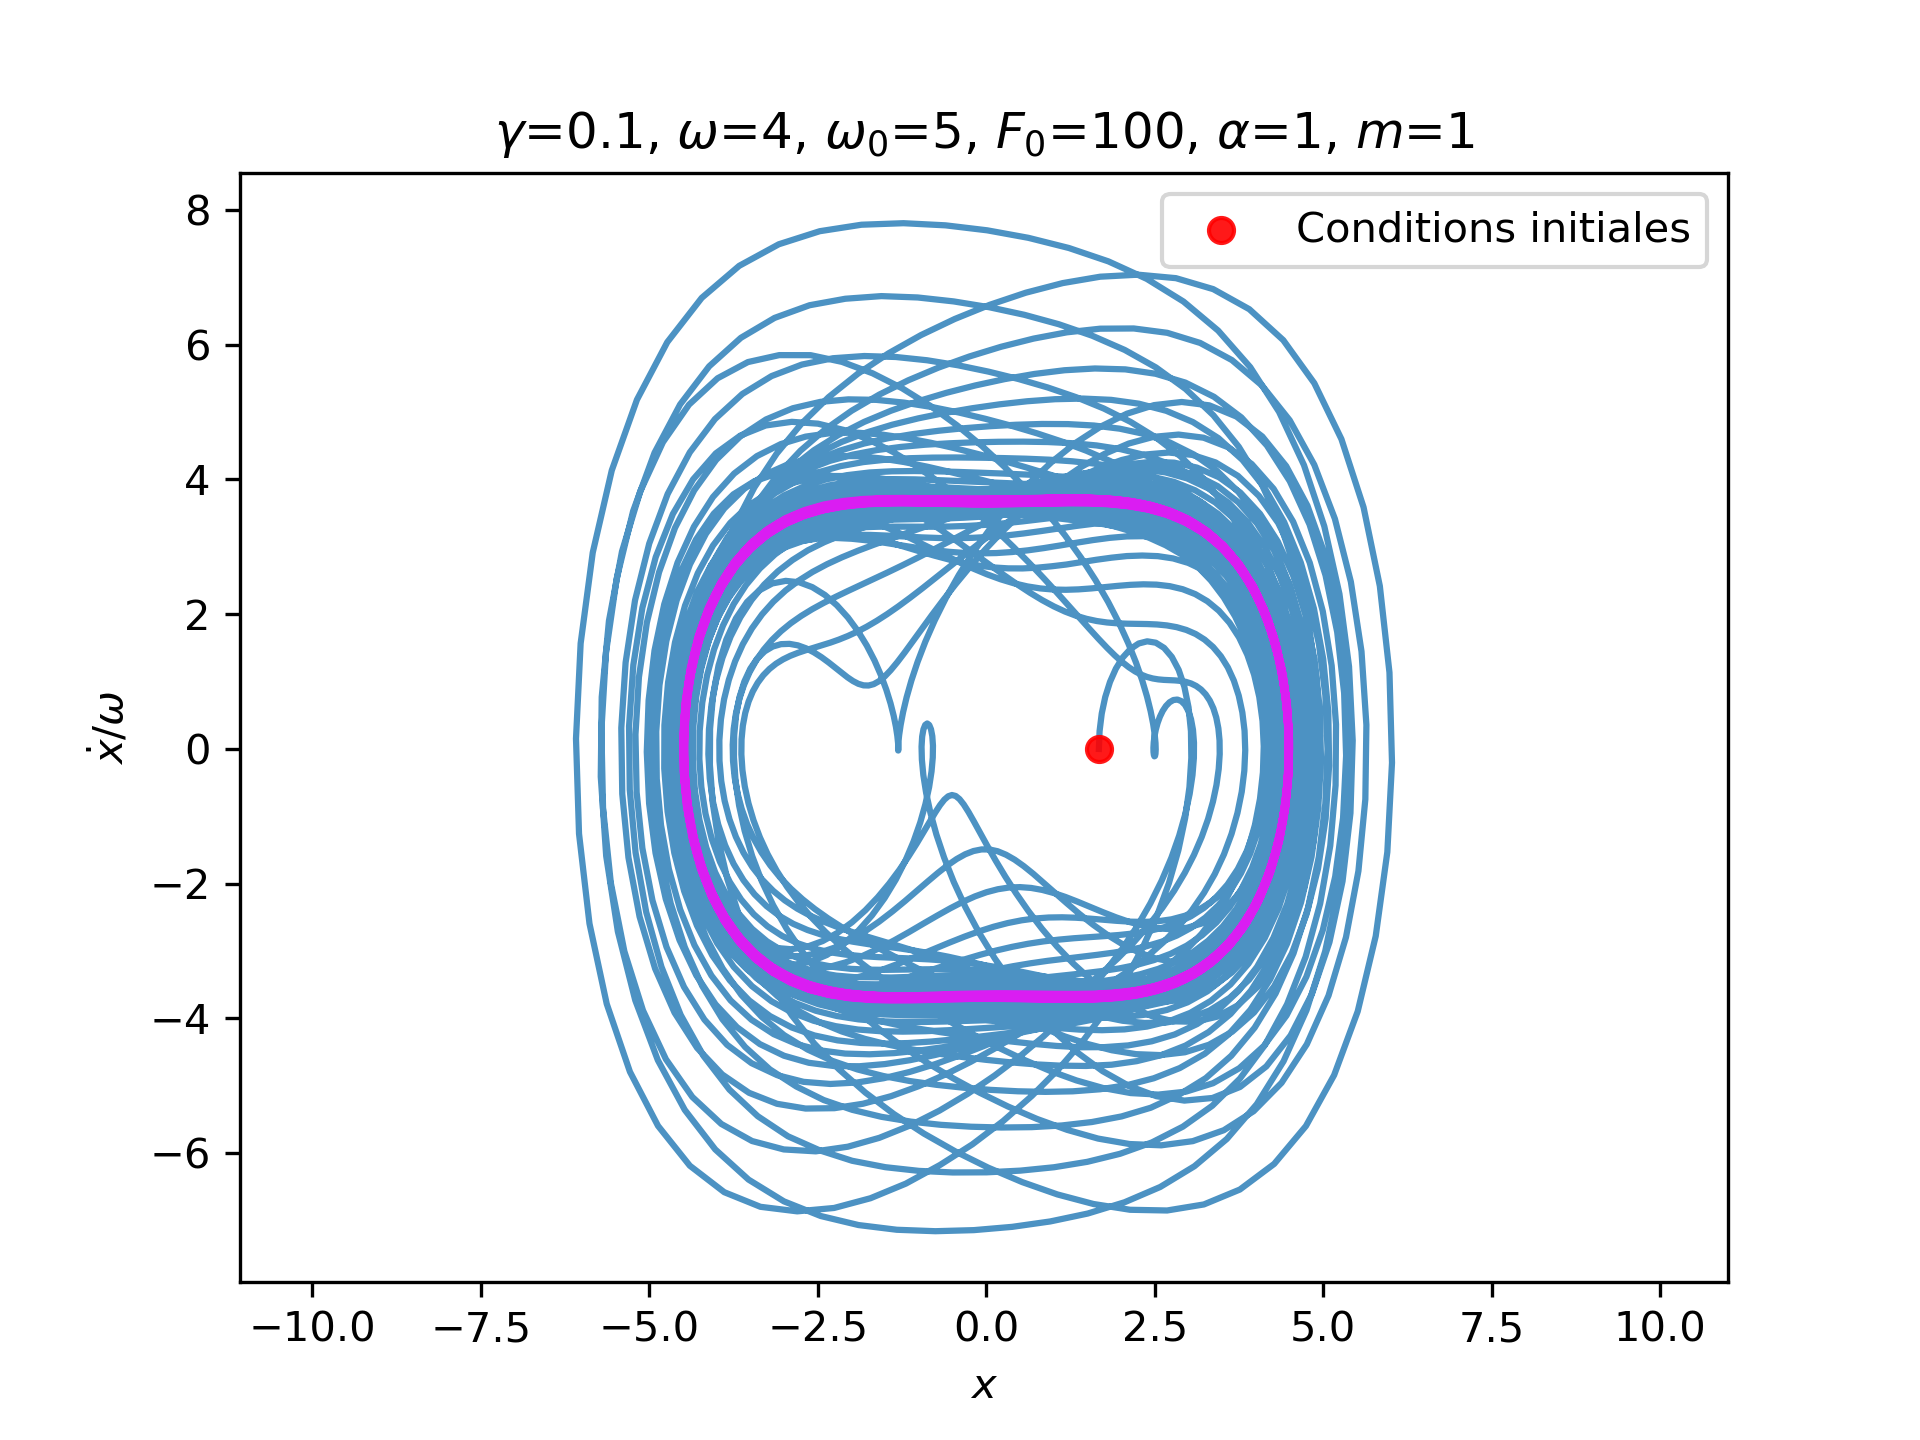 γ=0.1, ω=4, ω₀=5, F₀=100, α=1, m=1
Conditions initiales
8
6
4
2
0
−2
−4
−6
ẋ/ω
−10.0 −7.5 −5.0 −2.5 0.0 2.5 5.0 7.5 10.0
x